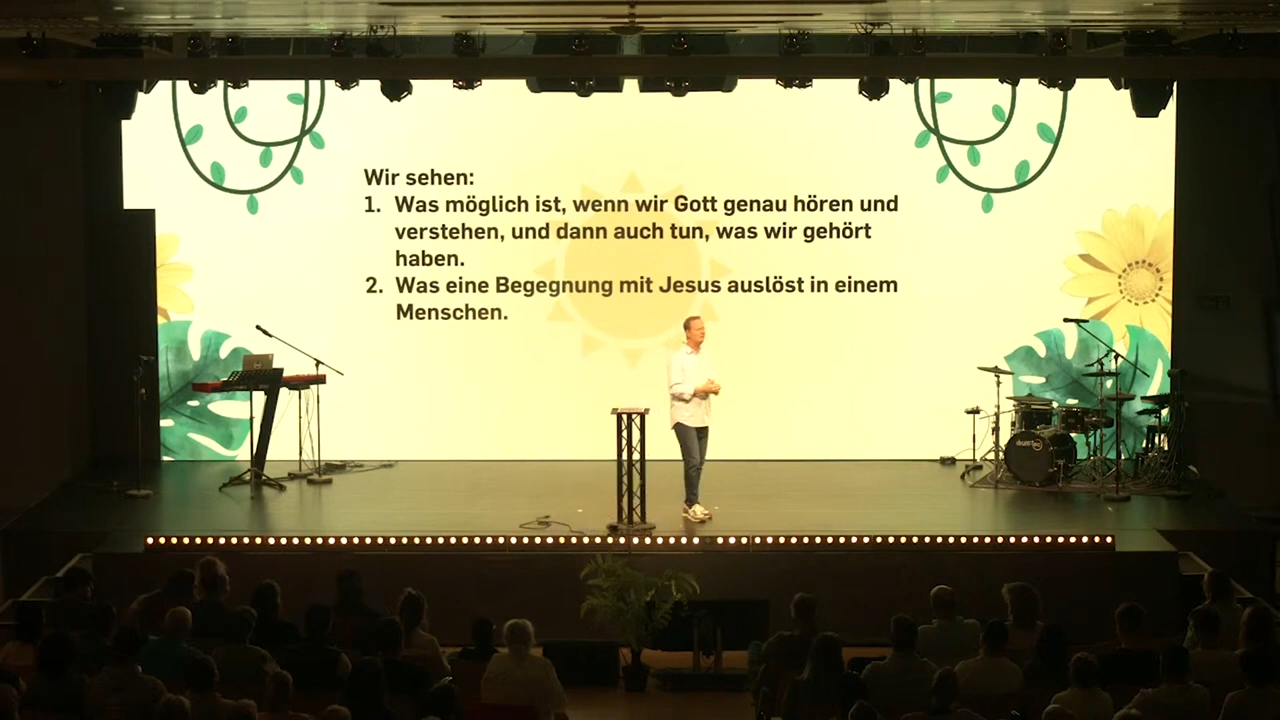 Wir sehen:
1. Was möglich ist, wenn wir Gott genau hören und
verstehen, und dann auch tun, was wir gehört
haben.
2. Was eine Begegnung mit Jesus auslöst in einem
Menschen.